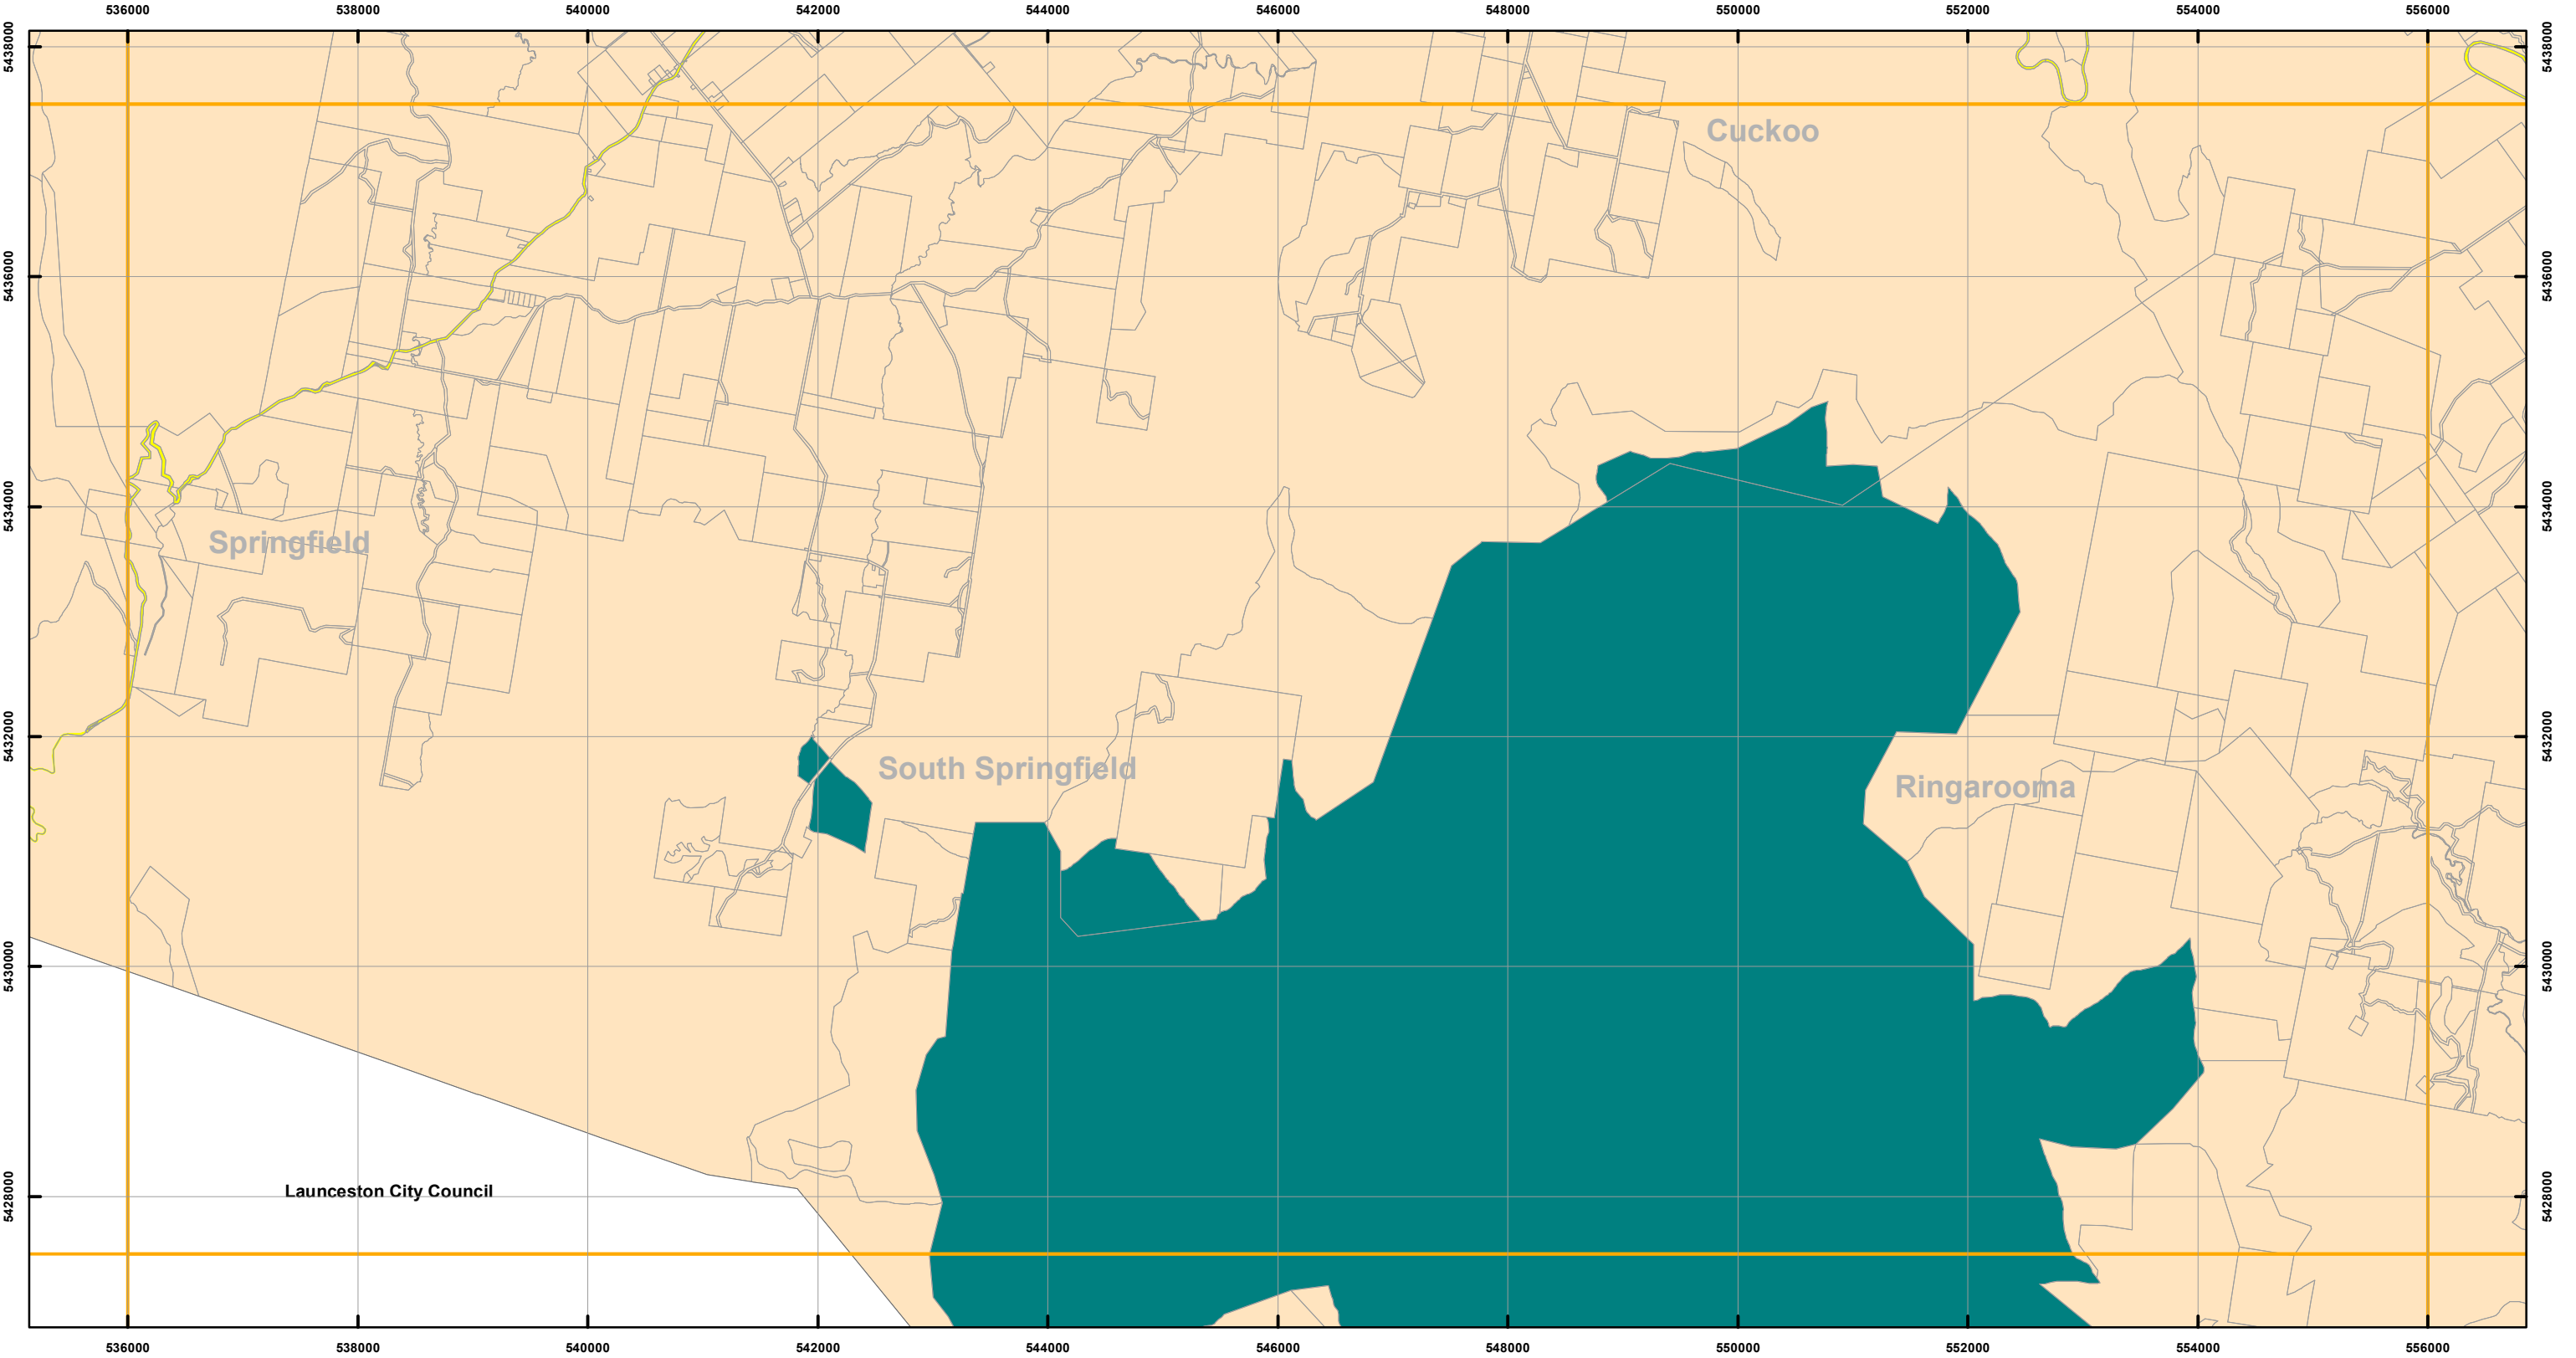 536000 538000 540000 542000 544000 546000 548000 550000 552000 554000 556000
5438000 5438000
Cuckoo
5436000 5436000
5434000 5434000
Springfield
5432000 5432000
South Springfield
Ringarooma
5430000 5430000
Launceston City Council
5428000 5428000
536000 538000 540000 542000 544000 546000 548000 550000 552000 554000 556000